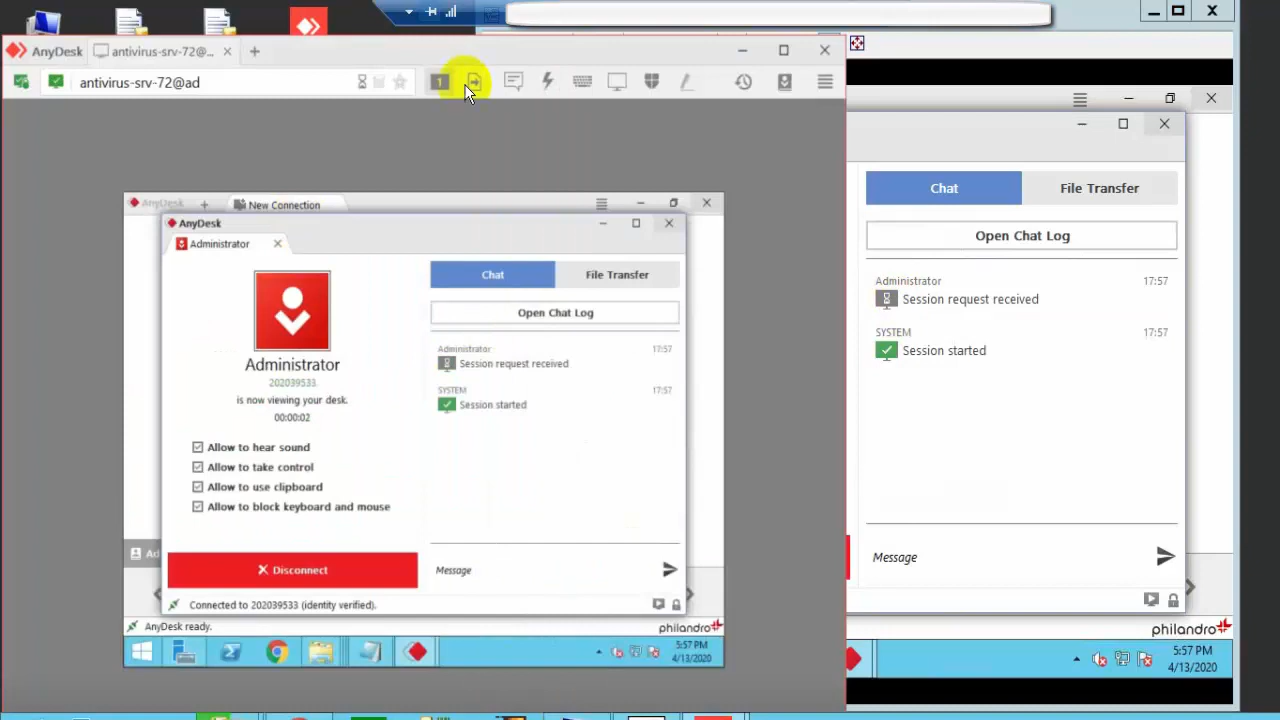 AnyDesk
antivirus-srv-72@...
antivirus-srv-72@ad
1
AnyDesk
New Connection
AnyDesk
Administrator
Administrator
202039533
is now viewing your desk.
00:00:02
Allow to hear sound
Allow to take control
Allow to use clipboard
Allow to block keyboard and mouse
Disconnect
Connected to 202039533 (identity verified).
Chat
File Transfer
Open Chat Log
Administrator
17:57
Session request received
SYSTEM
17:57
Session started
Message
Ad
AnyDesk ready.
philandro
5:57 PM
4/13/2020
Chat
File Transfer
Open Chat Log
Administrator
17:57
Session request received
SYSTEM
17:57
Session started
Message
philandro
5:57 PM
4/13/2020